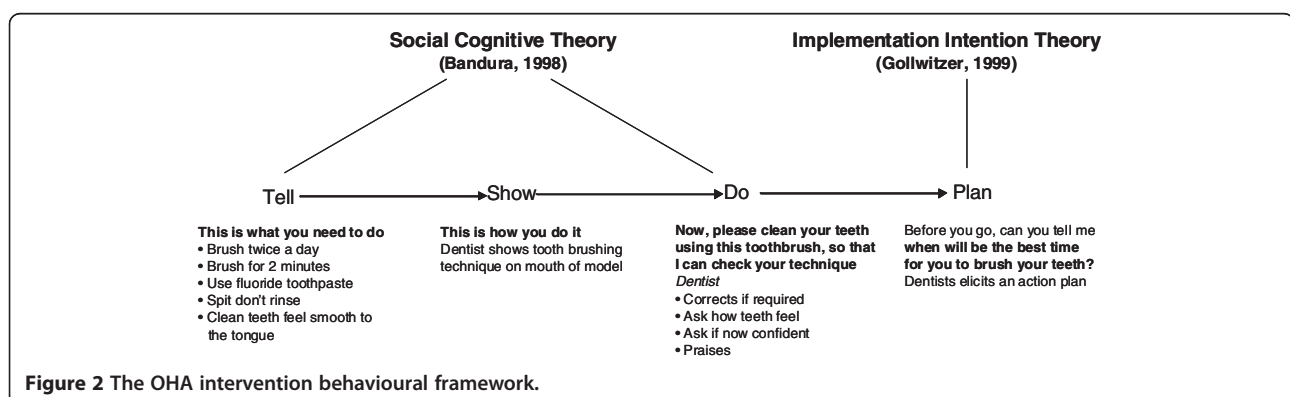 Social Cognitive Theory
(Bandura, 1998)
Implementation Intention Theory
(Gollwitzer, 1999)
Tell
Show
Do
Plan
This is what you need to do
• Brush twice a day
• Brush for 2 minutes
• Use fluoride toothpaste
• Spit don't rinse
• Clean teeth feel smooth to
the tongue
This is how you do it
Dentist shows tooth brushing
technique on mouth of model
Now, please clean your teeth
using this toothbrush, so that
I can check your technique
Dentist
• Corrects if required
• Ask how teeth feel
• Ask if now confident
• Praises
Before you go, can you tell me
when will be the best time
for you to brush your teeth?
Dentists elicits an action plan
Figure 2 The OHA intervention behavioural framework.